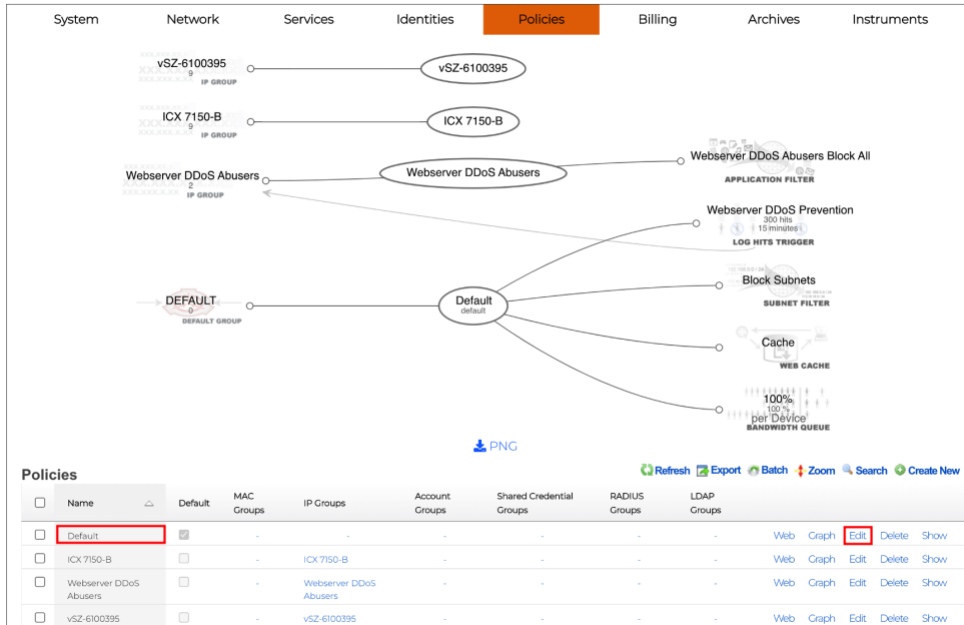 System Network Services Identities Policies Billing Archives Instruments
vSZ-6100395
9
IP GROUP
vSZ-6100395
ICX 7150-B
9
IP GROUP
ICX 7150-B
Webserver DDoS Abusers
2
IP GROUP
Webserver DDoS Abusers
Webserver DDoS Abusers Block All
APPLICATION FILTER
Webserver DDoS Prevention
300 hits
15 minutes
LOG HITS TRIGGER
Block Subnets
SUBNET FILTER
DEFAULT
0
DEFAULT GROUP
Default
default
Cache
WEB CACHE
100%
100 %
per Device
BANDWIDTH QUEUE
PNG
Policies
Refresh Export Batch Zoom Search Create New
Name Default MAC Groups IP Groups Account Groups Shared Credential Groups RADIUS Groups LDAP Groups
Default - - - - - - Web Graph Edit Delete Show
ICX 7150-B - ICX 7150-B - - - - Web Graph Edit Delete Show
Webserver DDoS Abusers - Webserver DDoS Abusers - - - - Web Graph Edit Delete Show
vSZ-6100395 - vSZ-6100395 - - - - Web Graph Edit Delete Show